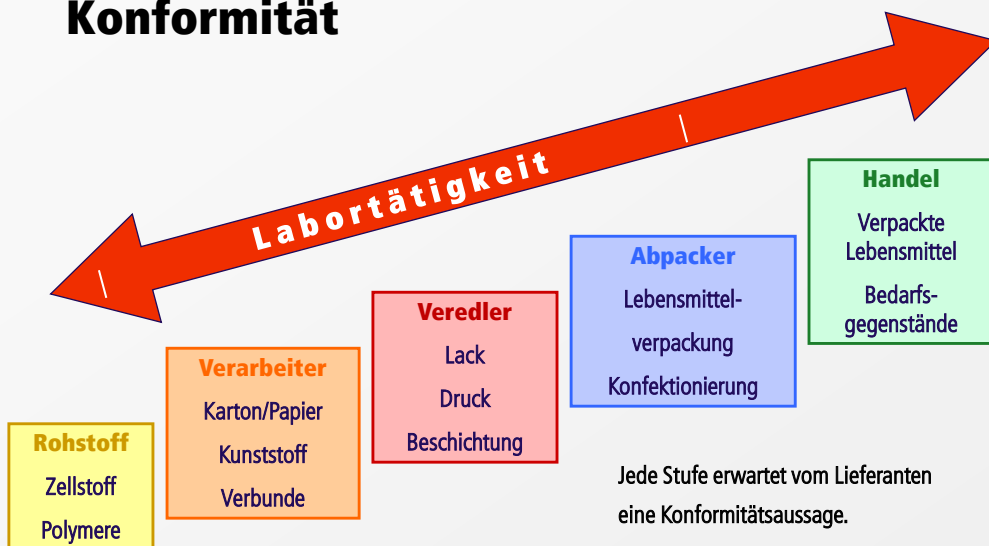 Konformität
Labortätigkeit
Rohstoff
Zellstoff
Polymere
Verarbeiter
Karton/Papier
Kunststoff
Verbunde
Veredler
Lack
Druck
Beschichtung
Abpacker
Lebensmittel-
verpackung
Konfektionierung
Handel
Verpackte
Lebensmittel
Bedarfs-
gegenstände
Jede Stufe erwartet vom Lieferanten
eine Konformitätsaussage.